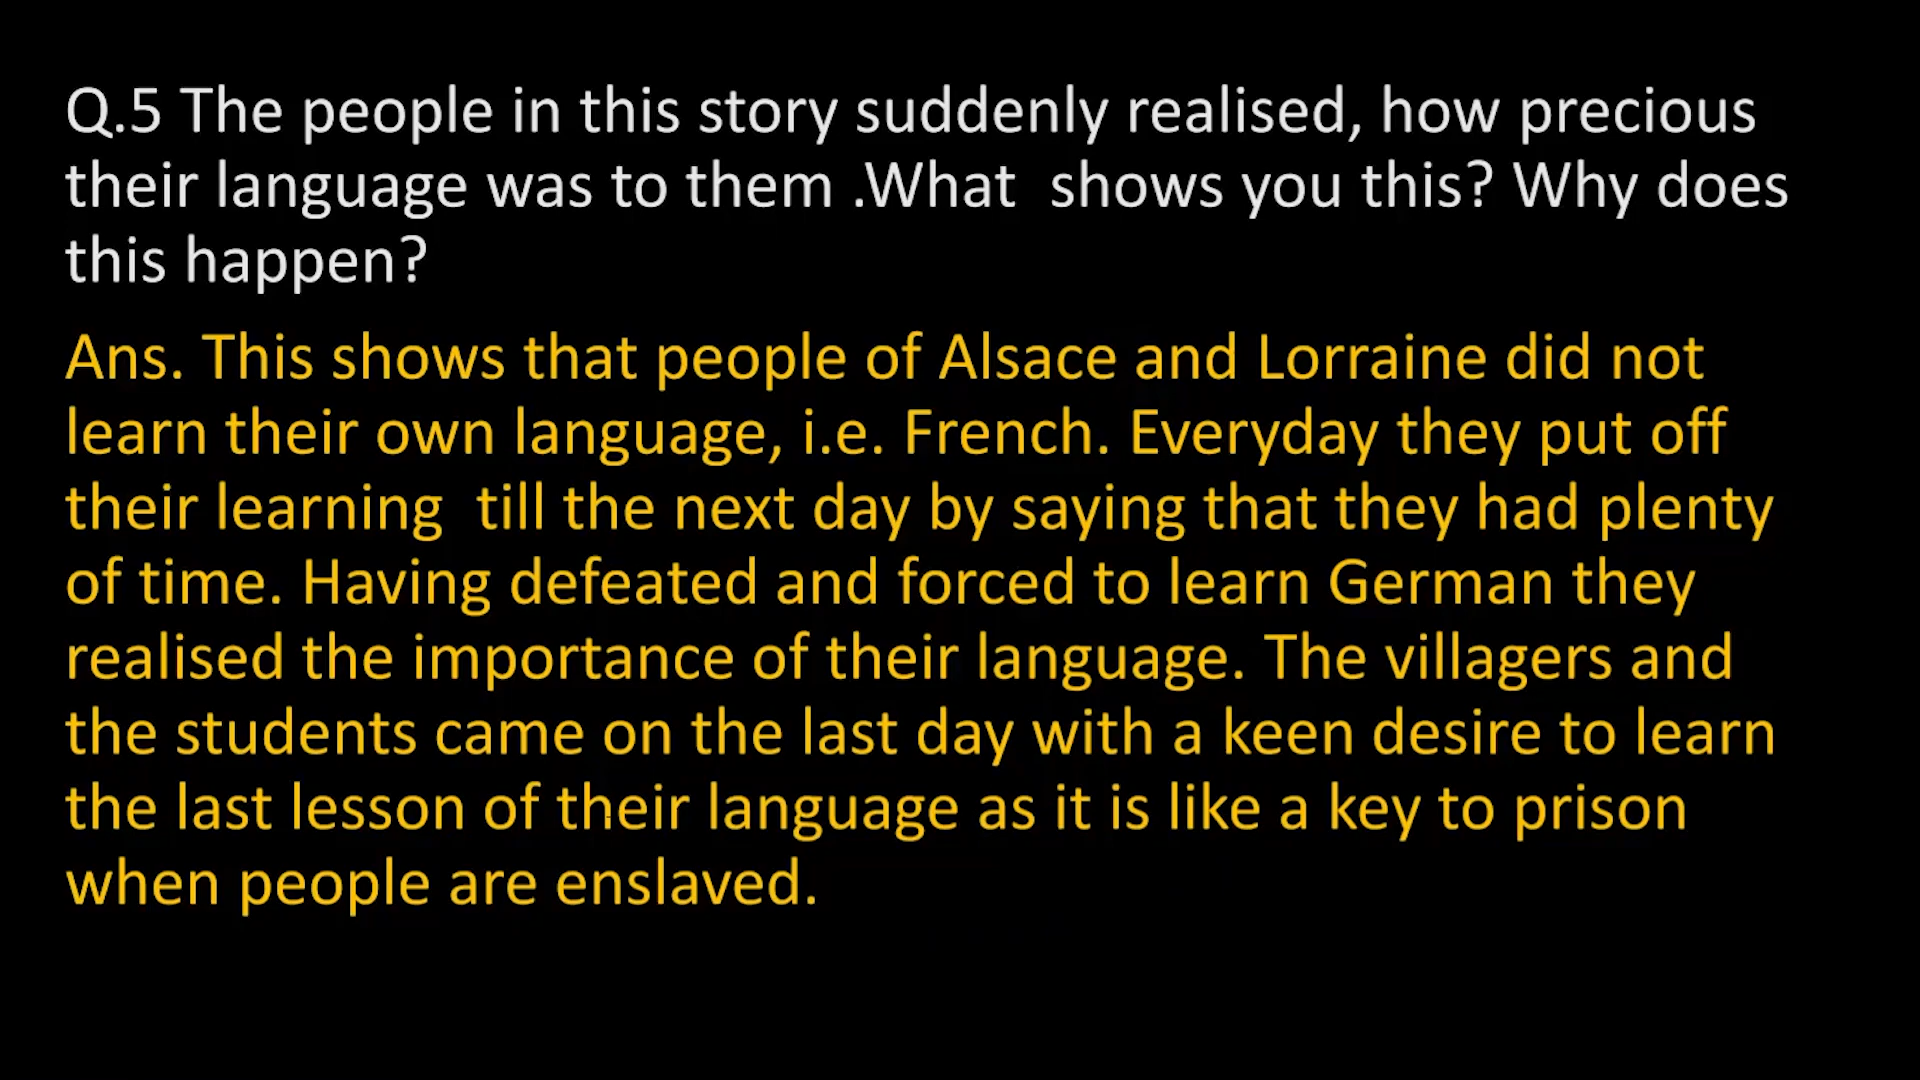 Q.5 The people in this story suddenly realised, how precious
their language was to them .What  shows you this? Why does
this happen?
Ans. This shows that people of Alsace and Lorraine did not
learn their own language, i.e. French. Everyday they put off
their learning  till the next day by saying that they had plenty
of time. Having defeated and forced to learn German they
realised the importance of their language. The villagers and
the students came on the last day with a keen desire to learn
the last lesson of their language as it is like a key to prison
when people are enslaved.